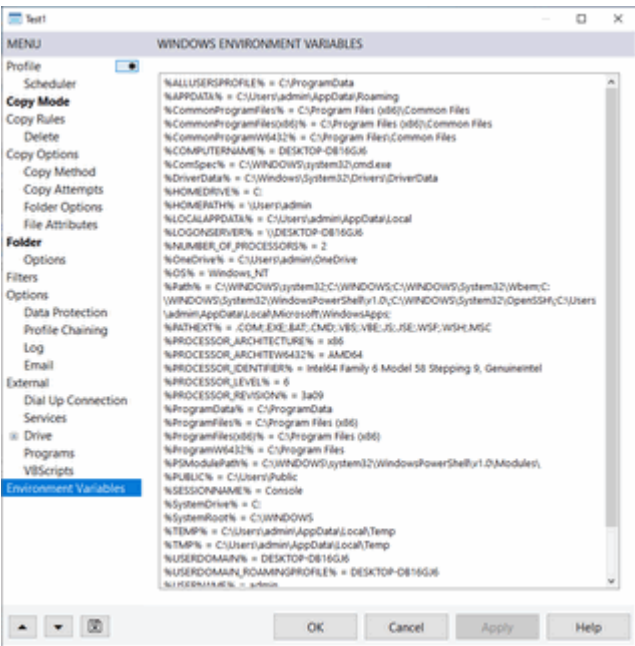 Test1
MENU
WINDOWS ENVIRONMENT VARIABLES
Profile
Scheduler
Copy Mode
Copy Rules
Delete
Copy Options
Copy Method
Copy Attempts
Folder Options
File Attributes
Folder
Options
Filters
Options
Data Protection
Profile Chaining
Log
Email
External
Dial Up Connection
Services
Drive
Programs
VBScripts
Environment Variables
%ALLUSERSPROFILE% = C:\ProgramData
%APPDATA% = C:\Users\admin\AppData\Roaming
%CommonProgramFiles% = C:\Program Files (x86)\Common Files
%CommonProgramFiles(x86)% = C:\Program Files (x86)\Common Files
%CommonProgramW6432% = C:\Program Files\Common Files
%COMPUTERNAME% = DESKTOP-DB16GJ6
%ComSpec% = C:\WINDOWS\system32\cmd.exe
%DriverData% = C:\Windows\System32\Drivers\DriverData
%HOMEDRIVE% = C:
%HOMEPATH% = \Users\admin
%LOCALAPPDATA% = C:\Users\admin\AppData\Local
%LOGONSERVER% = \\DESKTOP-DB16GJ6
%NUMBER_OF_PROCESSORS% = 2
%OneDrive% = C:\Users\admin\OneDrive
%OS% = Windows_NT
%Path% = C:\WINDOWS\system32;C:\WINDOWS;C:\WINDOWS\System32\Wbem;C:
\WINDOWS\System32\WindowsPowerShell\v1.0\;C:\WINDOWS\System32\OpenSSH\;C:\Users
\admin\AppData\Local\Microsoft\WindowsApps;
%PATHEXT% = .COM;.EXE;.BAT;.CMD;.VBS;.VBE;.JS;.JSE;.WSF;.WSH;.MSC
%PROCESSOR_ARCHITECTURE% = x86
%PROCESSOR_ARCHITEW6432% = AMD64
%PROCESSOR_IDENTIFIER% = Intel64 Family 6 Model 58 Stepping 9, GenuineIntel
%PROCESSOR_LEVEL% = 6
%PROCESSOR_REVISION% = 3a09
%ProgramData% = C:\ProgramData
%ProgramFiles% = C:\Program Files (x86)
%ProgramFiles(x86)% = C:\Program Files (x86)
%ProgramW6432% = C:\Program Files
%PSModulePath% = C:\WINDOWS\system32\WindowsPowerShell\v1.0\Modules\
%PUBLIC% = C:\Users\Public
%SESSIONNAME% = Console
%SystemDrive% = C:
%SystemRoot% = C:\WINDOWS
%TEMP% = C:\Users\admin\AppData\Local\Temp
%TMP% = C:\Users\admin\AppData\Local\Temp
%USERDOMAIN% = DESKTOP-DB16GJ6
%USERDOMAIN_ROAMINGPROFILE% = DESKTOP-DB16GJ6
%USERNAME% = admin
OK
Cancel
Apply
Help